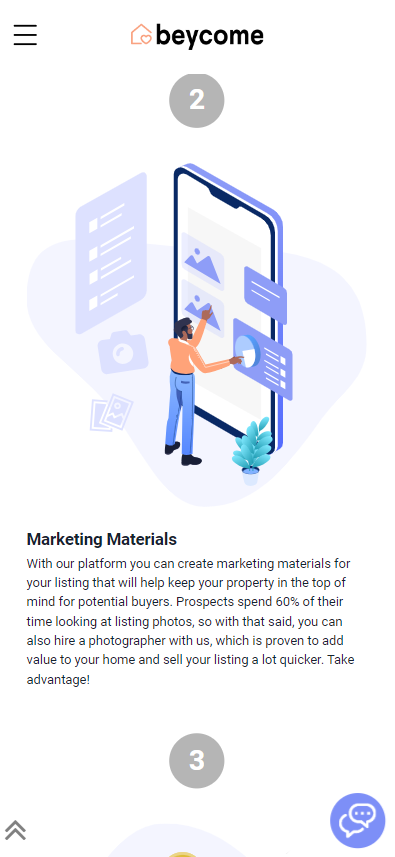 beycome
2
Marketing Materials
With our platform you can create marketing materials for
your listing that will help keep your property in the top of
mind for potential buyers. Prospects spend 60% of their
time looking at listing photos, so with that said, you can
also hire a photographer with us, which is proven to add
value to your home and sell your listing a lot quicker. Take
advantage!
3